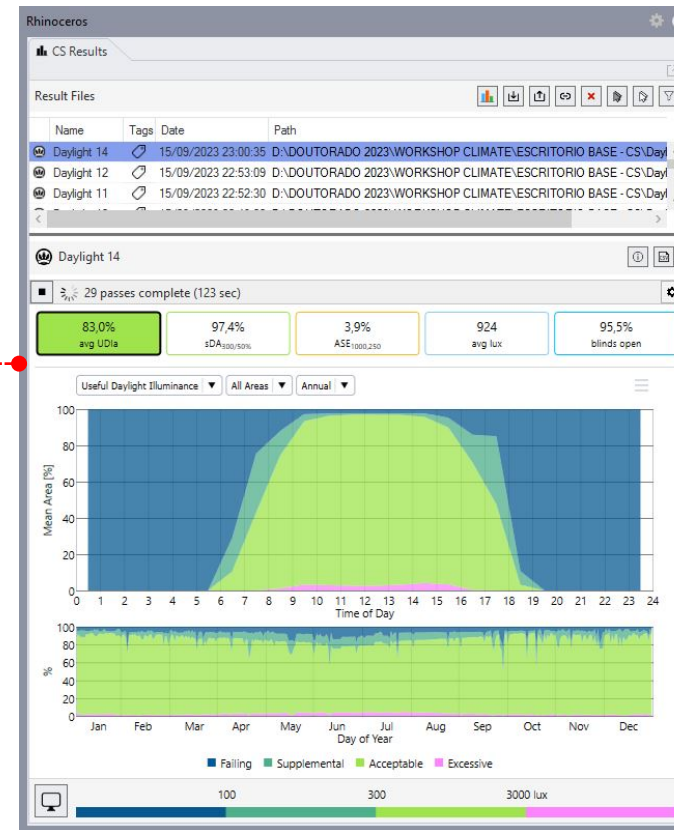 Rhinoceros
CS Results
Result Files
Name Tags Date Path
Daylight 14 15/09/2023 23:00:35 D:\DOUTORADO 2023\WORKSHOP CLIMATE\ESCRITORIO BASE - CS\Dayl
Daylight 12 15/09/2023 22:53:09 D:\DOUTORADO 2023\WORKSHOP CLIMATE\ESCRITORIO BASE - CS\Dayl
Daylight 11 15/09/2023 22:52:30 D:\DOUTORADO 2023\WORKSHOP CLIMATE\ESCRITORIO BASE - CS\Dayl
Daylight 14
29 passes complete (123 sec)
83,0% 97,4% 3,9% 924 95,5%
avg UDIa sDA300/50% ASE1000,250 avg lux blinds open
Useful Daylight Illuminance All Areas Annual
100
80
60
40
20
0
Mean Area [%]
0 1 2 3 4 5 6 7 8 9 10 11 12 13 14 15 16 17 18 19 20 21 22 23 24
Time of Day
100
80
60
40
20
0
%
Jan Feb Mar Apr May Jun Jul Aug Sep Oct Nov Dec
Day of Year
Failing Supplemental Acceptable Excessive
100 300 3000 lux